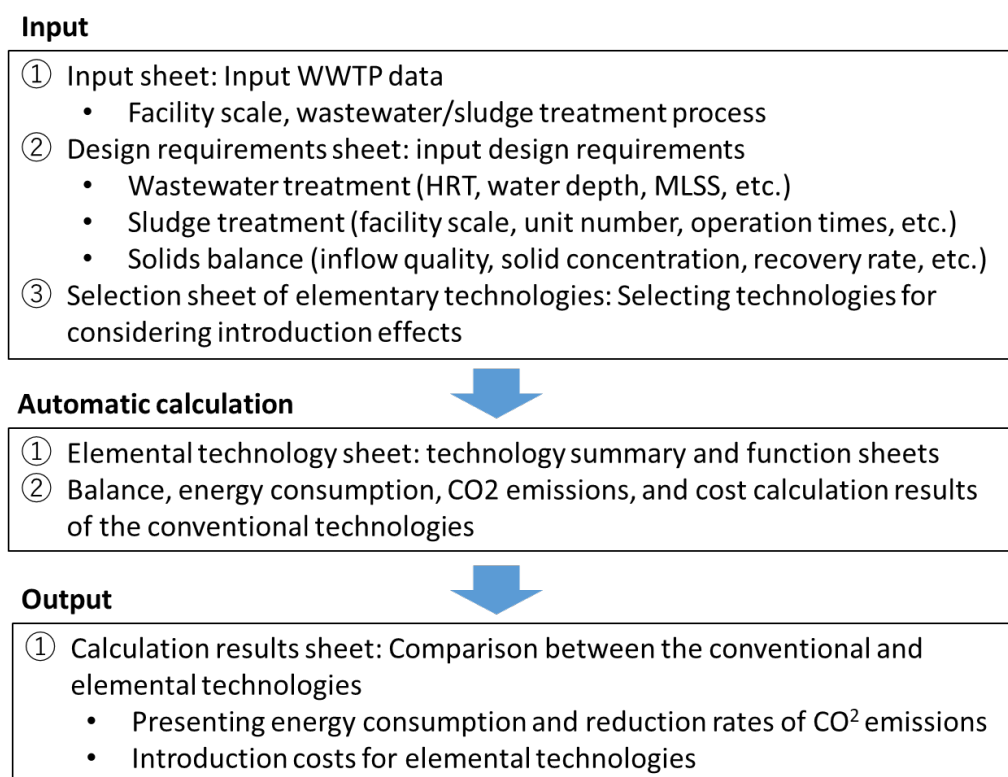 Input
① Input sheet: Input WWTP data
• Facility scale, wastewater/sludge treatment process
② Design requirements sheet: input design requirements
• Wastewater treatment (HRT, water depth, MLSS, etc.)
• Sludge treatment (facility scale, unit number, operation times, etc.)
• Solids balance (inflow quality, solid concentration, recovery rate, etc.)
③ Selection sheet of elementary technologies: Selecting technologies for
considering introduction effects
Automatic calculation
① Elemental technology sheet: technology summary and function sheets
② Balance, energy consumption, CO2 emissions, and cost calculation results
of the conventional technologies
Output
① Calculation results sheet: Comparison between the conventional and
elemental technologies
• Presenting energy consumption and reduction rates of CO² emissions
• Introduction costs for elemental technologies